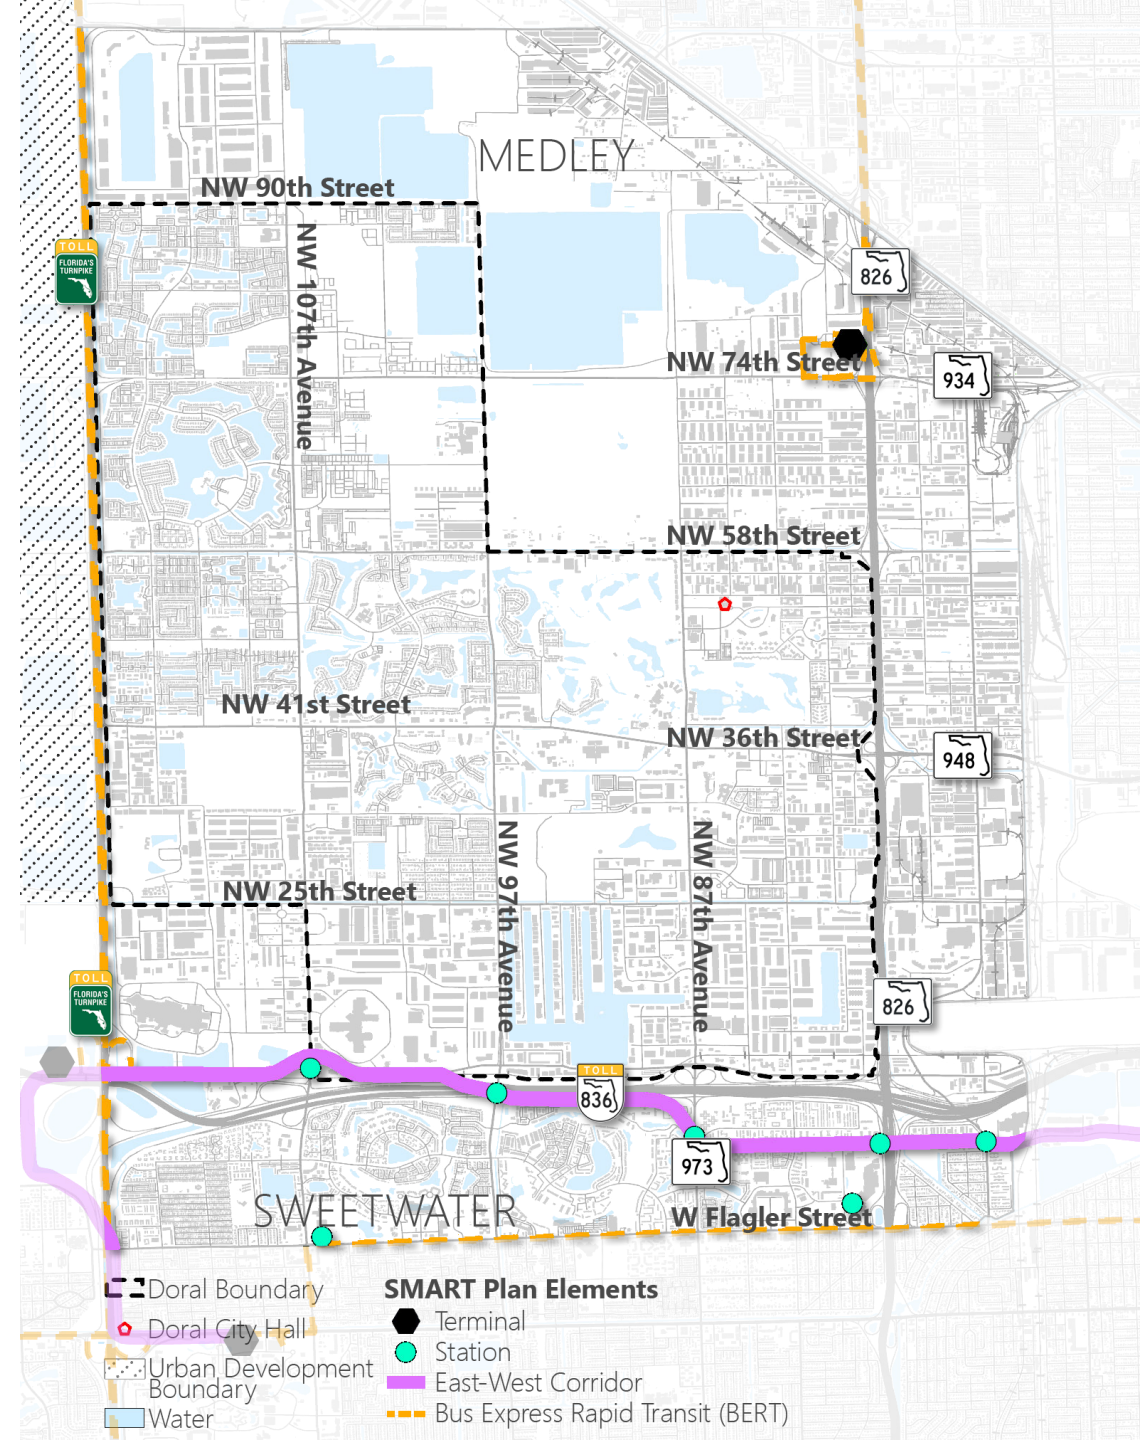 MEDLEY
NW 90th Street
NW 107th Avenue
TOLL
FLORIDA'S
TURNPIKE
826
NW 74th Street
934
NW 58th Street
NW 41st Street
NW 36th Street
948
NW 97th Avenue
NW 87th Avenue
NW 25th Street
TOLL
FLORIDA'S
TURNPIKE
826
TOLL
836
973
SWEETWATER
W Flagler Street
Doral Boundary
Doral City Hall
Urban Development
Boundary
Water
SMART Plan Elements
Terminal
Station
East-West Corridor
Bus Express Rapid Transit (BERT)